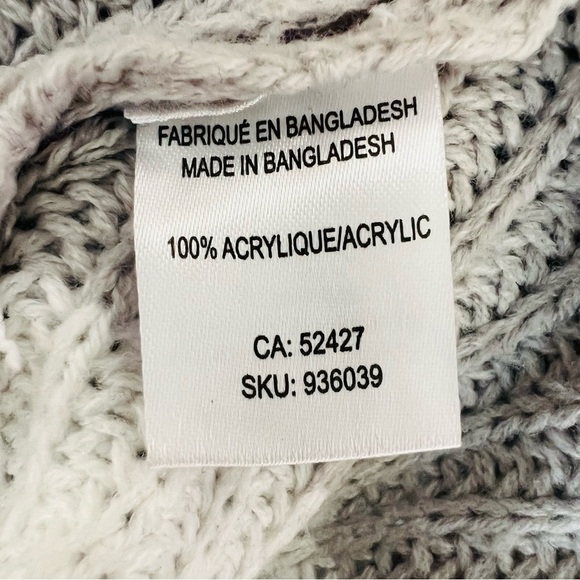 FABRIQUÉ EN BANGLADESH
MADE IN BANGLADESH
100% ACRYLIQUE/ACRYLIC
CA: 52427
SKU: 936039